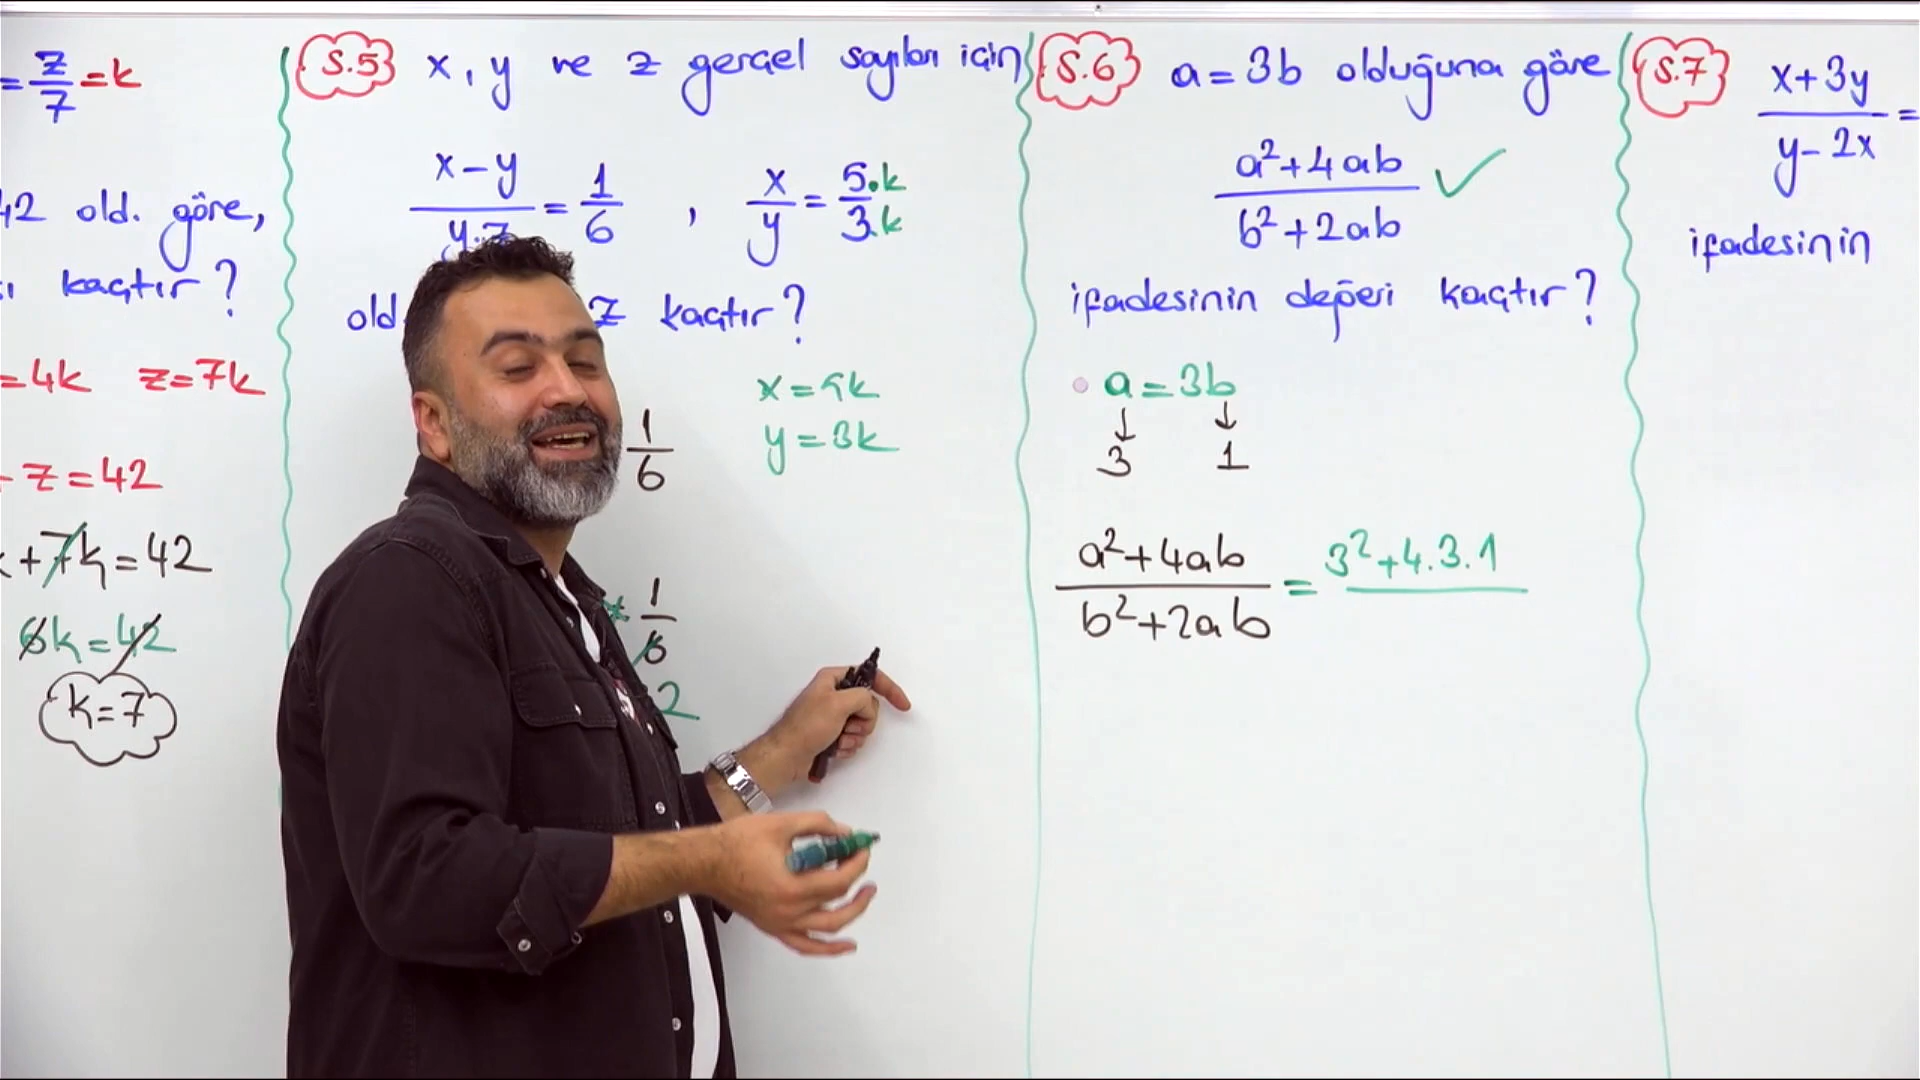 = z/7 = k
42 old. göre,
kaçtır?
=4k z=7k
- z=42
+7k=42
6k=42
k=7
S.5 x, y ve z gerçel sayıları için
x-y/y.z = 1/6 , x/y = 5.k/3.k
old. z kaçtır?
x=5k
y=3k
1/6
1/6
2
S.6 a=3b olduğuna göre
a²+4ab/b²+2ab ✓
ifadesinin değeri kaçtır?
a=3b
↓ ↓
3 1
a²+4ab/b²+2ab = 3²+4.3.1
S.7 x+3y/y-2x =
ifadesinin